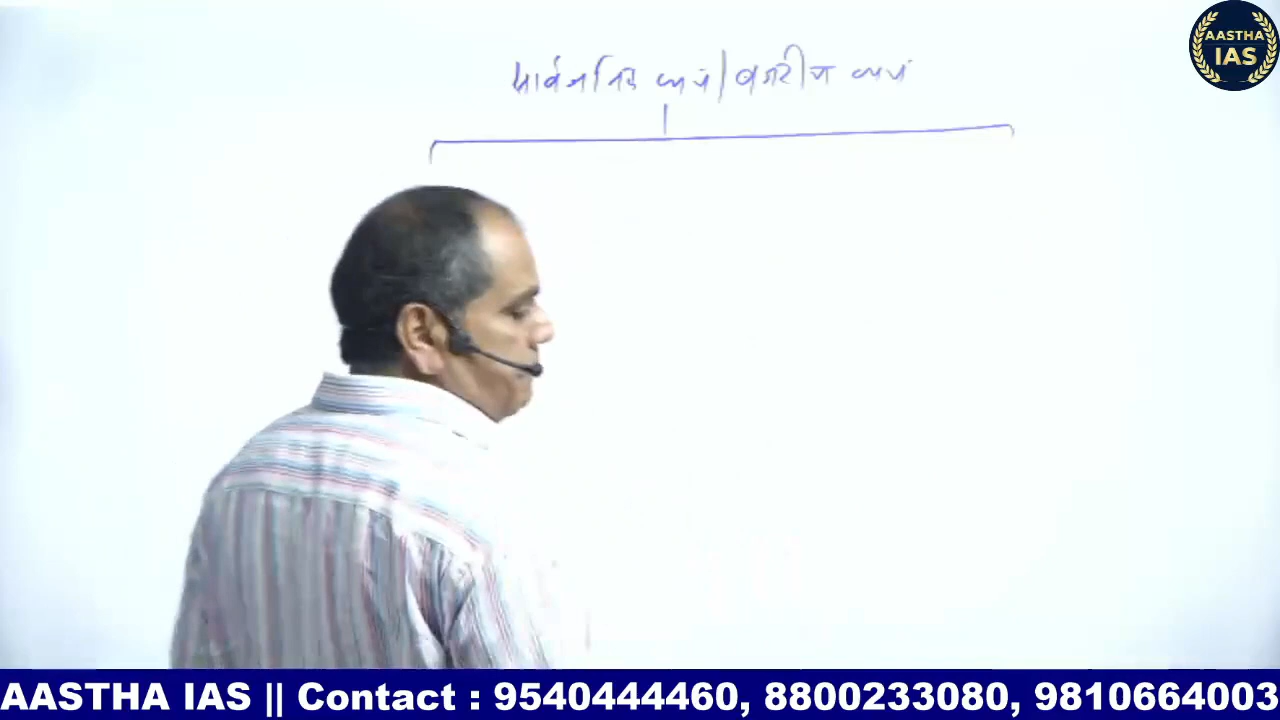 सार्वजनिक व्यय/बजटीय व्यय
AASTHA
IAS
AASTHA IAS || Contact : 9540444460, 8800233080, 9810664003